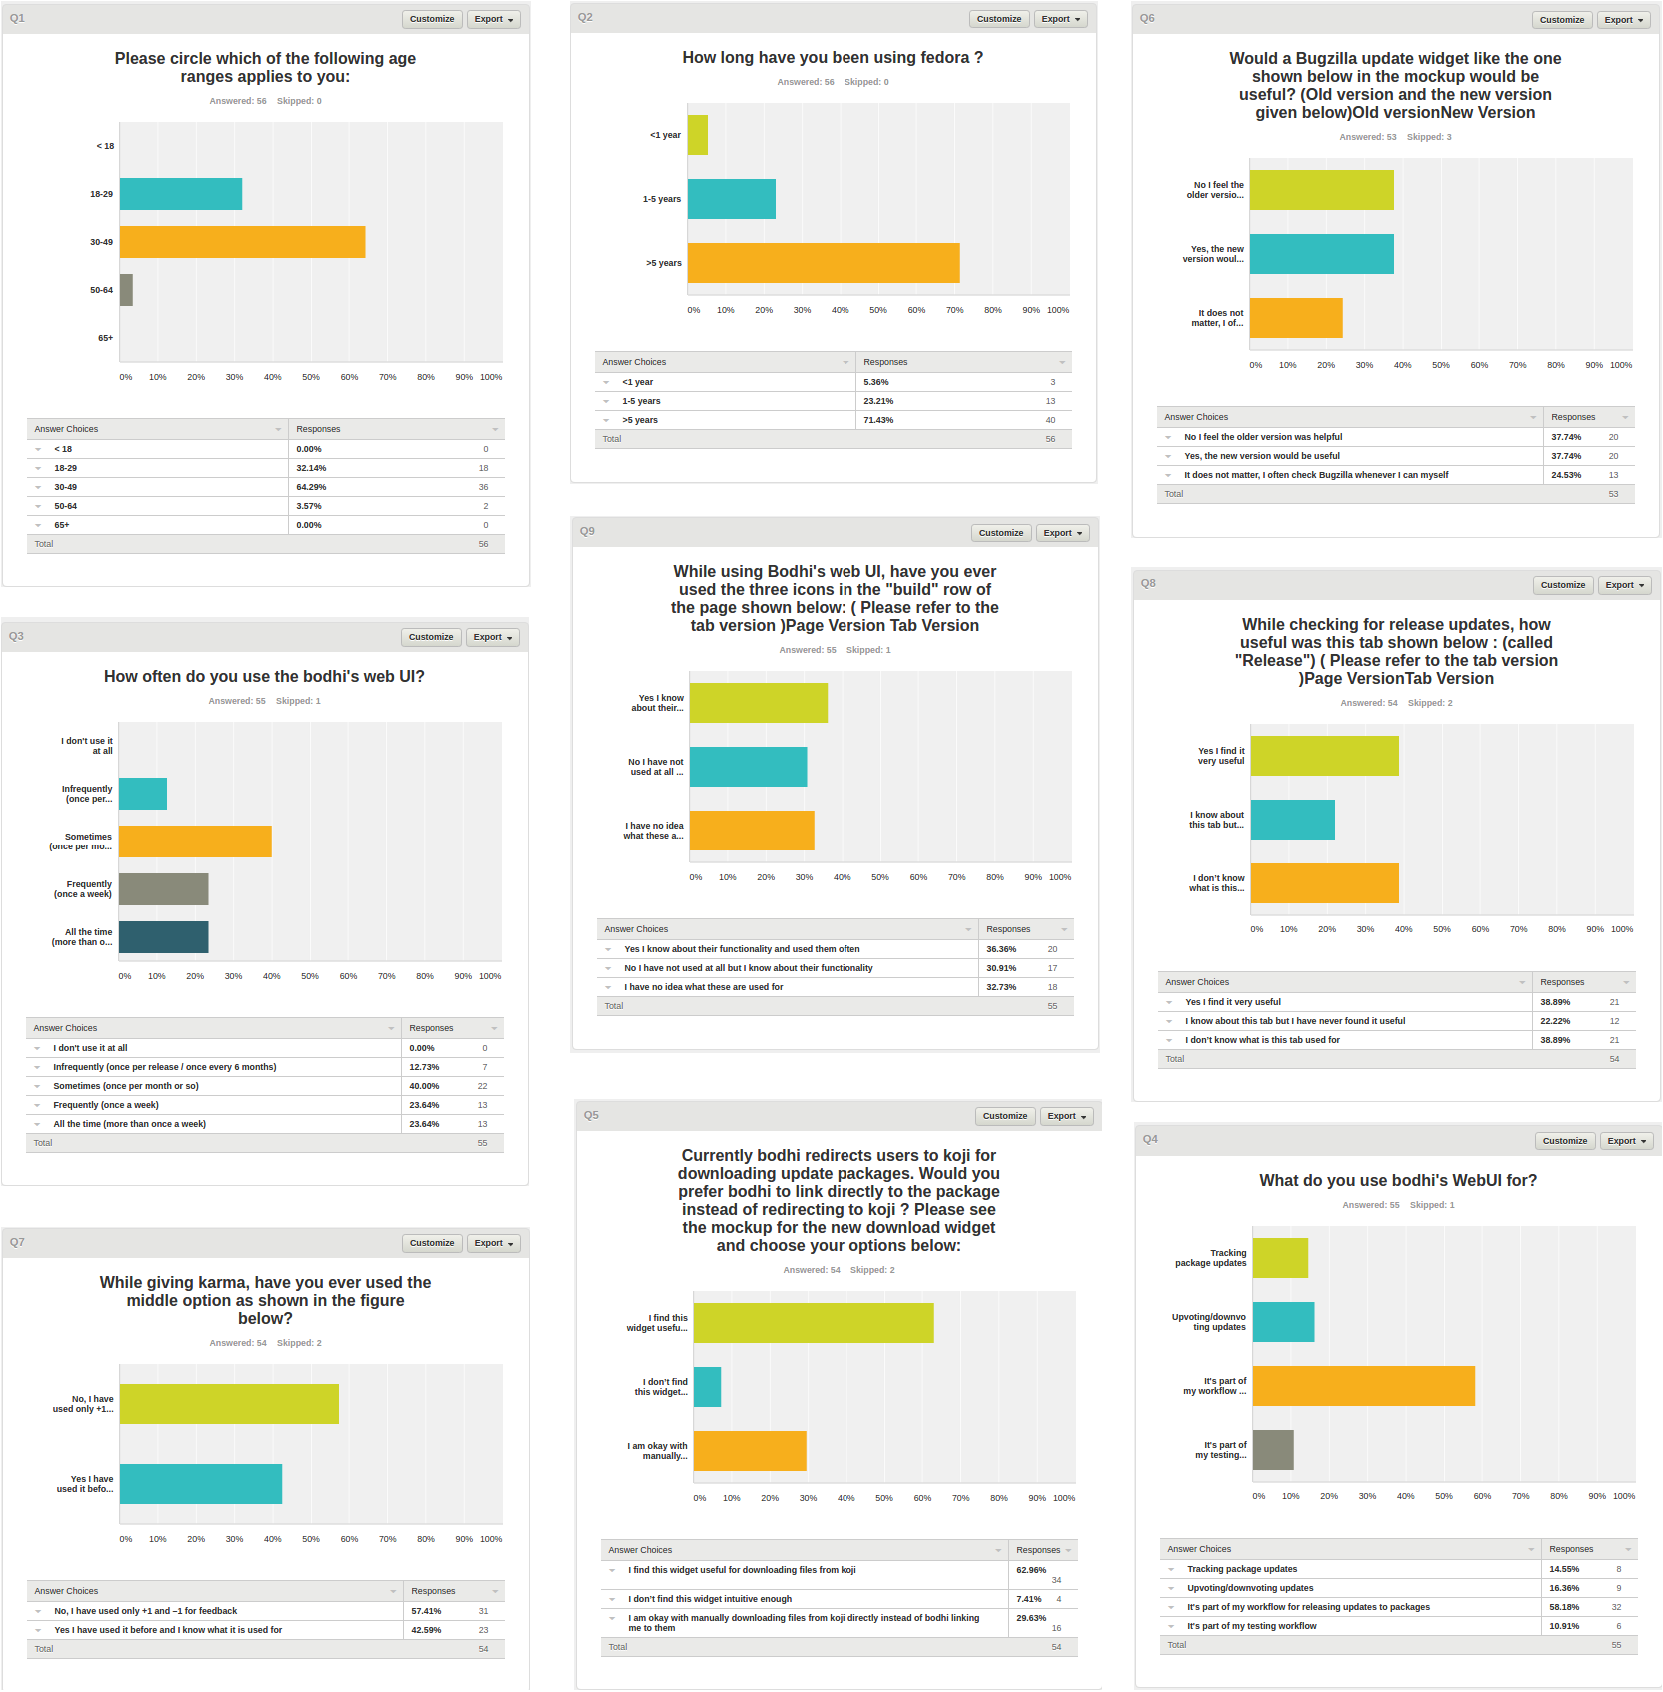 Q1
Customize Export
Please circle which of the following age
ranges applies to you:
Answered: 56 Skipped: 0
< 18
18-29
30-49
50-64
65+
0% 10% 20% 30% 40% 50% 60% 70% 80% 90% 100%
Answer Choices Responses
< 18 0.00% 0
18-29 32.14% 18
30-49 64.29% 36
50-64 3.57% 2
65+ 0.00% 0
Total 56
Q3
Customize Export
How often do you use the bodhi's web UI?
Answered: 55 Skipped: 1
I don't use it
at all
Infrequently
(once per...
Sometimes
(once per mo...
Frequently
(once a week)
All the time
(more than o...
0% 10% 20% 30% 40% 50% 60% 70% 80% 90% 100%
Answer Choices Responses
I don't use it at all 0.00% 0
Infrequently (once per release / once every 6 months) 12.73% 7
Sometimes (once per month or so) 40.00% 22
Frequently (once a week) 23.64% 13
All the time (more than once a week) 23.64% 13
Total 55
Q7
Customize Export
While giving karma, have you ever used the
middle option as shown in the figure
below?
Answered: 54 Skipped: 2
No, I have
used only +1...
Yes I have
used it befo...
0% 10% 20% 30% 40% 50% 60% 70% 80% 90% 100%
Answer Choices Responses
No, I have used only +1 and –1 for feedback 57.41% 31
Yes I have used it before and I know what it is used for 42.59% 23
Total 54
Q2
Customize Export
How long have you been using fedora ?
Answered: 56 Skipped: 0
<1 year
1-5 years
>5 years
0% 10% 20% 30% 40% 50% 60% 70% 80% 90% 100%
Answer Choices Responses
<1 year 5.36% 3
1-5 years 23.21% 13
>5 years 71.43% 40
Total 56
Q9
Customize Export
While using Bodhi's web UI, have you ever
used the three icons in the "build" row of
the page shown below: ( Please refer to the
tab version )Page Version Tab Version
Answered: 55 Skipped: 1
Yes I know
about their...
No I have not
used at all ...
I have no idea
what these a...
0% 10% 20% 30% 40% 50% 60% 70% 80% 90% 100%
Answer Choices Responses
Yes I know about their functionality and used them often 36.36% 20
No I have not used at all but I know about their functionality 30.91% 17
I have no idea what these are used for 32.73% 18
Total 55
Q5
Customize Export
Currently bodhi redirects users to koji for
downloading update packages. Would you
prefer bodhi to link directly to the package
instead of redirecting to koji ? Please see
the mockup for the new download widget
and choose your options below:
Answered: 54 Skipped: 2
I find this
widget usefu...
I don't find
this widget...
I am okay with
manually...
0% 10% 20% 30% 40% 50% 60% 70% 80% 90% 100%
Answer Choices Responses
I find this widget useful for downloading files from koji 62.96%
34
I don't find this widget intuitive enough 7.41% 4
I am okay with manually downloading files from koji directly instead of bodhi linking 29.63%
me to them 16
Total 54
Q6
Customize Export
Would a Bugzilla update widget like the one
shown below in the mockup would be
useful? (Old version and the new version
given below)Old versionNew Version
Answered: 53 Skipped: 3
No I feel the
older versio...
Yes, the new
version woul...
It does not
matter, I of...
0% 10% 20% 30% 40% 50% 60% 70% 80% 90% 100%
Answer Choices Responses
No I feel the older version was helpful 37.74% 20
Yes, the new version would be useful 37.74% 20
It does not matter, I often check Bugzilla whenever I can myself 24.53% 13
Total 53
Q8
Customize Export
While checking for release updates, how
useful was this tab shown below : (called
"Release") ( Please refer to the tab version
)Page VersionTab Version
Answered: 54 Skipped: 2
Yes I find it
very useful
I know about
this tab but...
I don't know
what is this...
0% 10% 20% 30% 40% 50% 60% 70% 80% 90% 100%
Answer Choices Responses
Yes I find it very useful 38.89% 21
I know about this tab but I have never found it useful 22.22% 12
I don't know what is this tab used for 38.89% 21
Total 54
Q4
Customize Export
What do you use bodhi's WebUI for?
Answered: 55 Skipped: 1
Tracking
package updates
Upvoting/downvo
ting updates
It's part of
my workflow ...
It's part of
my testing...
0% 10% 20% 30% 40% 50% 60% 70% 80% 90% 100%
Answer Choices Responses
Tracking package updates 14.55% 8
Upvoting/downvoting updates 16.36% 9
It's part of my workflow for releasing updates to packages 58.18% 32
It's part of my testing workflow 10.91% 6
Total 55